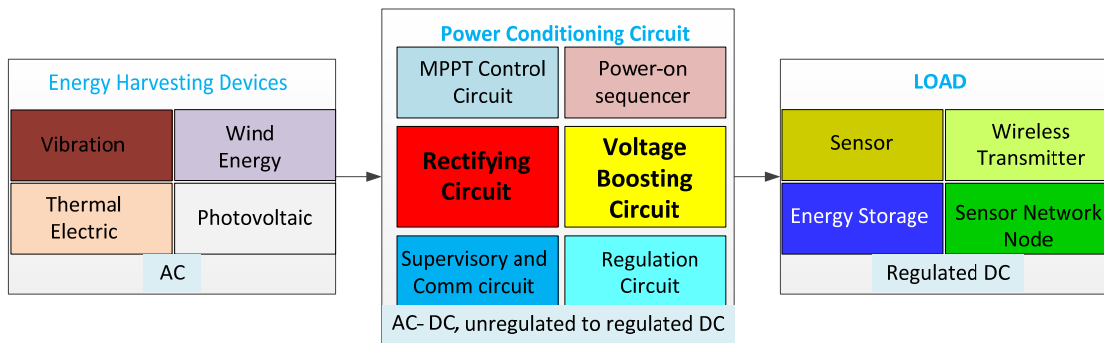 Energy Harvesting Devices
Vibration
Wind
Energy
Thermal
Electric
Photovoltaic
AC
Power Conditioning Circuit
MPPT Control
Circuit
Power-on
sequencer
Rectifying
Circuit
Voltage
Boosting
Circuit
Supervisory and
Comm circuit
Regulation
Circuit
AC- DC, unregulated to regulated DC
LOAD
Sensor
Wireless
Transmitter
Energy Storage
Sensor Network
Node
Regulated DC